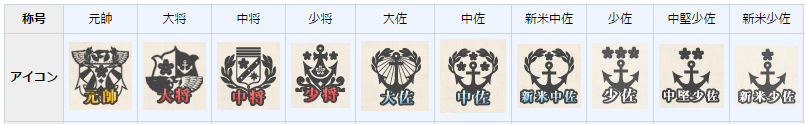 称号 元帥 大将 中将 少将 大佐 中佐 新米中佐 少佐 中堅少佐 新米少佐
アイコン 元帥 大将 中将 少将 大佐 中佐 新米中佐 少佐 中堅少佐 新米少佐